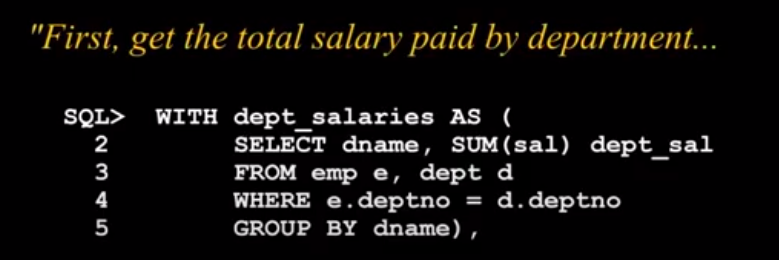 "First, get the total salary paid by department...
SQL> WITH dept_salaries AS (
2 SELECT dname, SUM(sal) dept_sal
3 FROM emp e, dept d
4 WHERE e.deptno = d.deptno
5 GROUP BY dname),